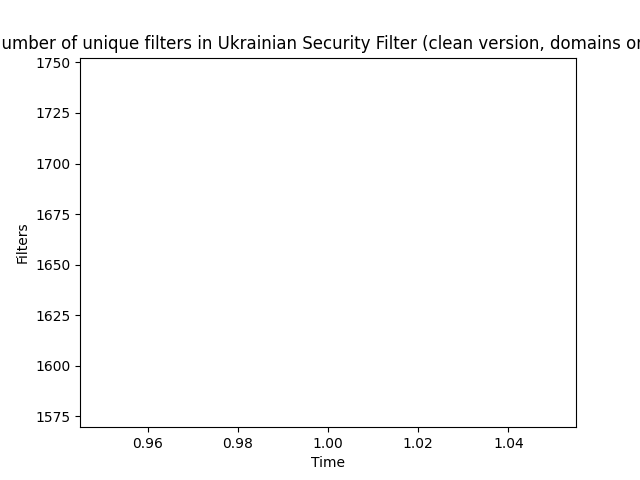 umber of unique filters in Ukrainian Security Filter (clean version, domains or
1750
1725
1700
1675
1650
1625
1600
1575
Filters
0.96 0.98 1.00 1.02 1.04
Time